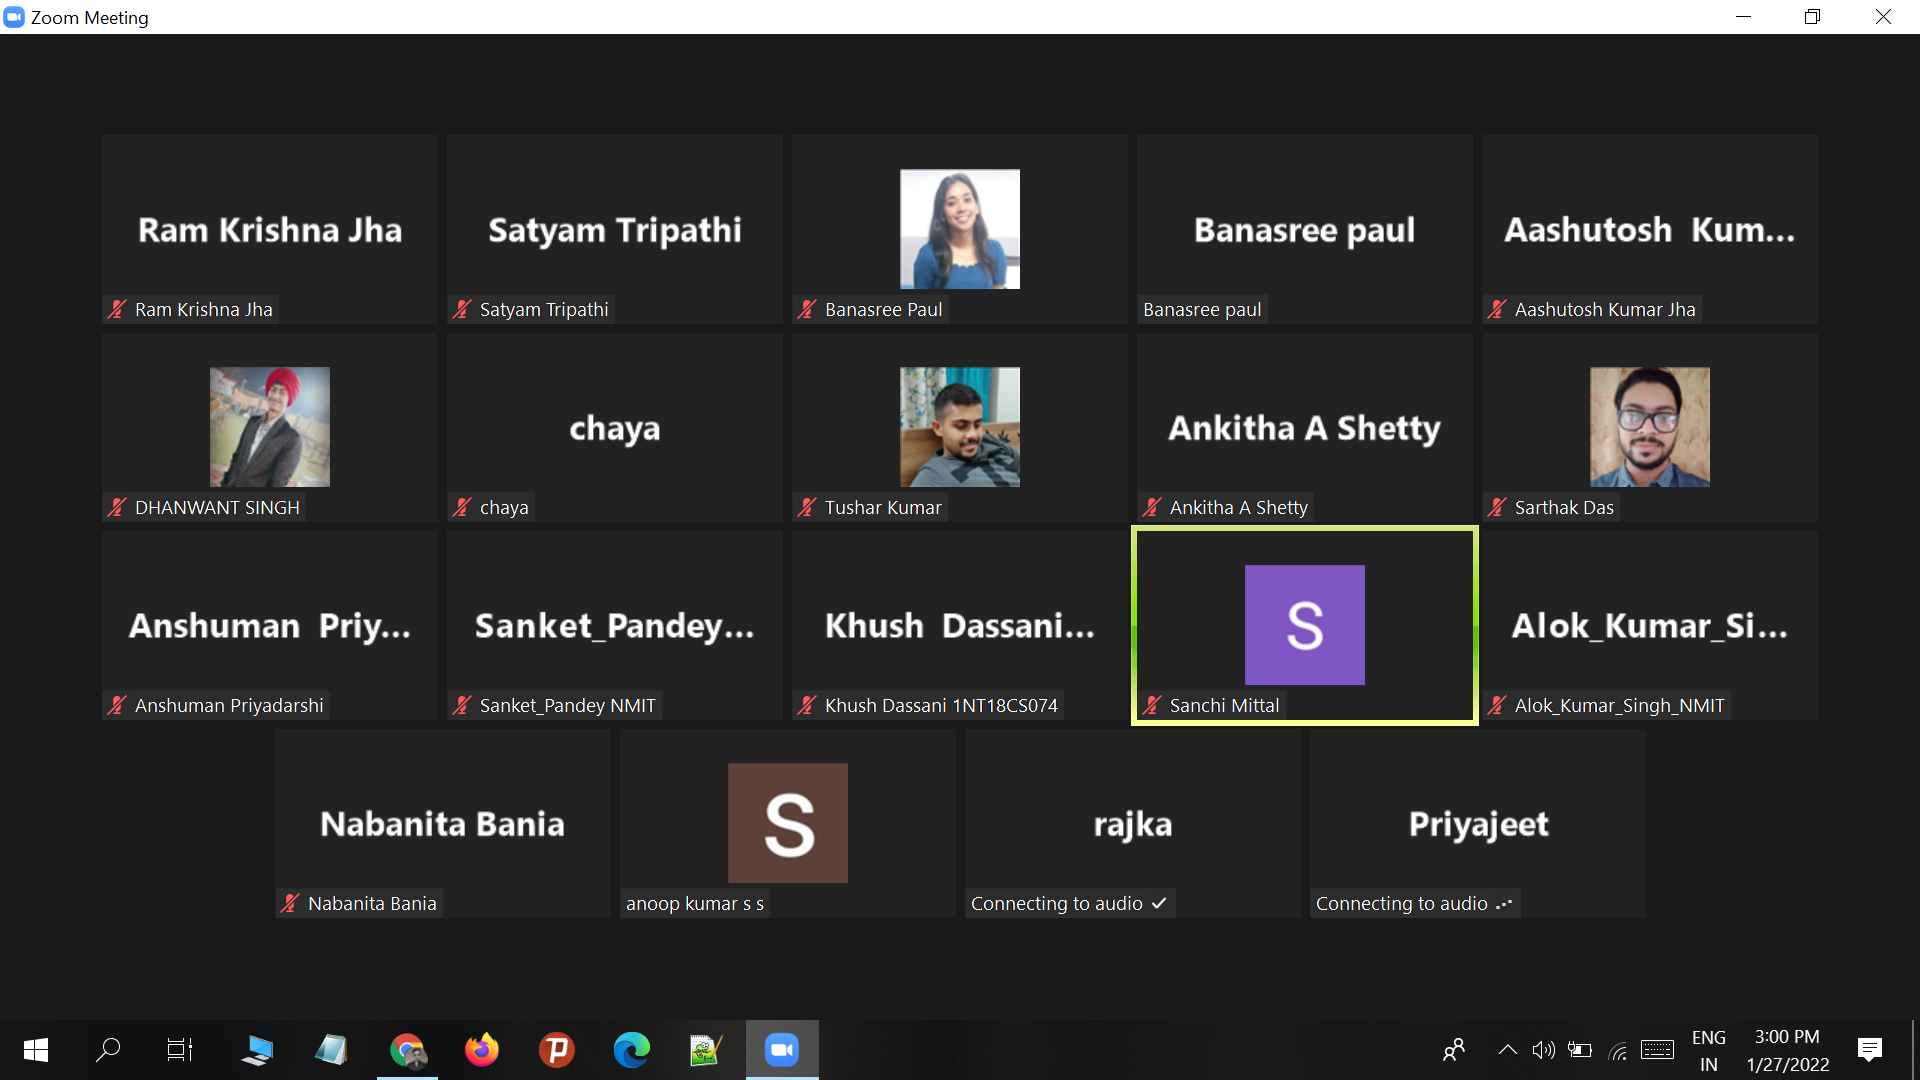 Zoom Meeting
Ram Krishna Jha
Satyam Tripathi
Banasree paul
Aashutosh Kum...
Ram Krishna Jha
Satyam Tripathi
Banasree Paul
Banasree paul
Aashutosh Kumar Jha
chaya
Ankitha A Shetty
DHANWANT SINGH
chaya
Tushar Kumar
Ankitha A Shetty
Sarthak Das
Anshuman Priy...
Sanket_Pandey...
Khush Dassani...
S
Alok_Kumar_Si...
Anshuman Priyadarshi
Sanket_Pandey NMIT
Khush Dassani 1NT18CS074
Sanchi Mittal
Alok_Kumar_Singh_NMIT
Nabanita Bania
S
rajka
Priyajeet
Nabanita Bania
anoop kumar s s
Connecting to audio
Connecting to audio
ENG
IN
3:00 PM
1/27/2022